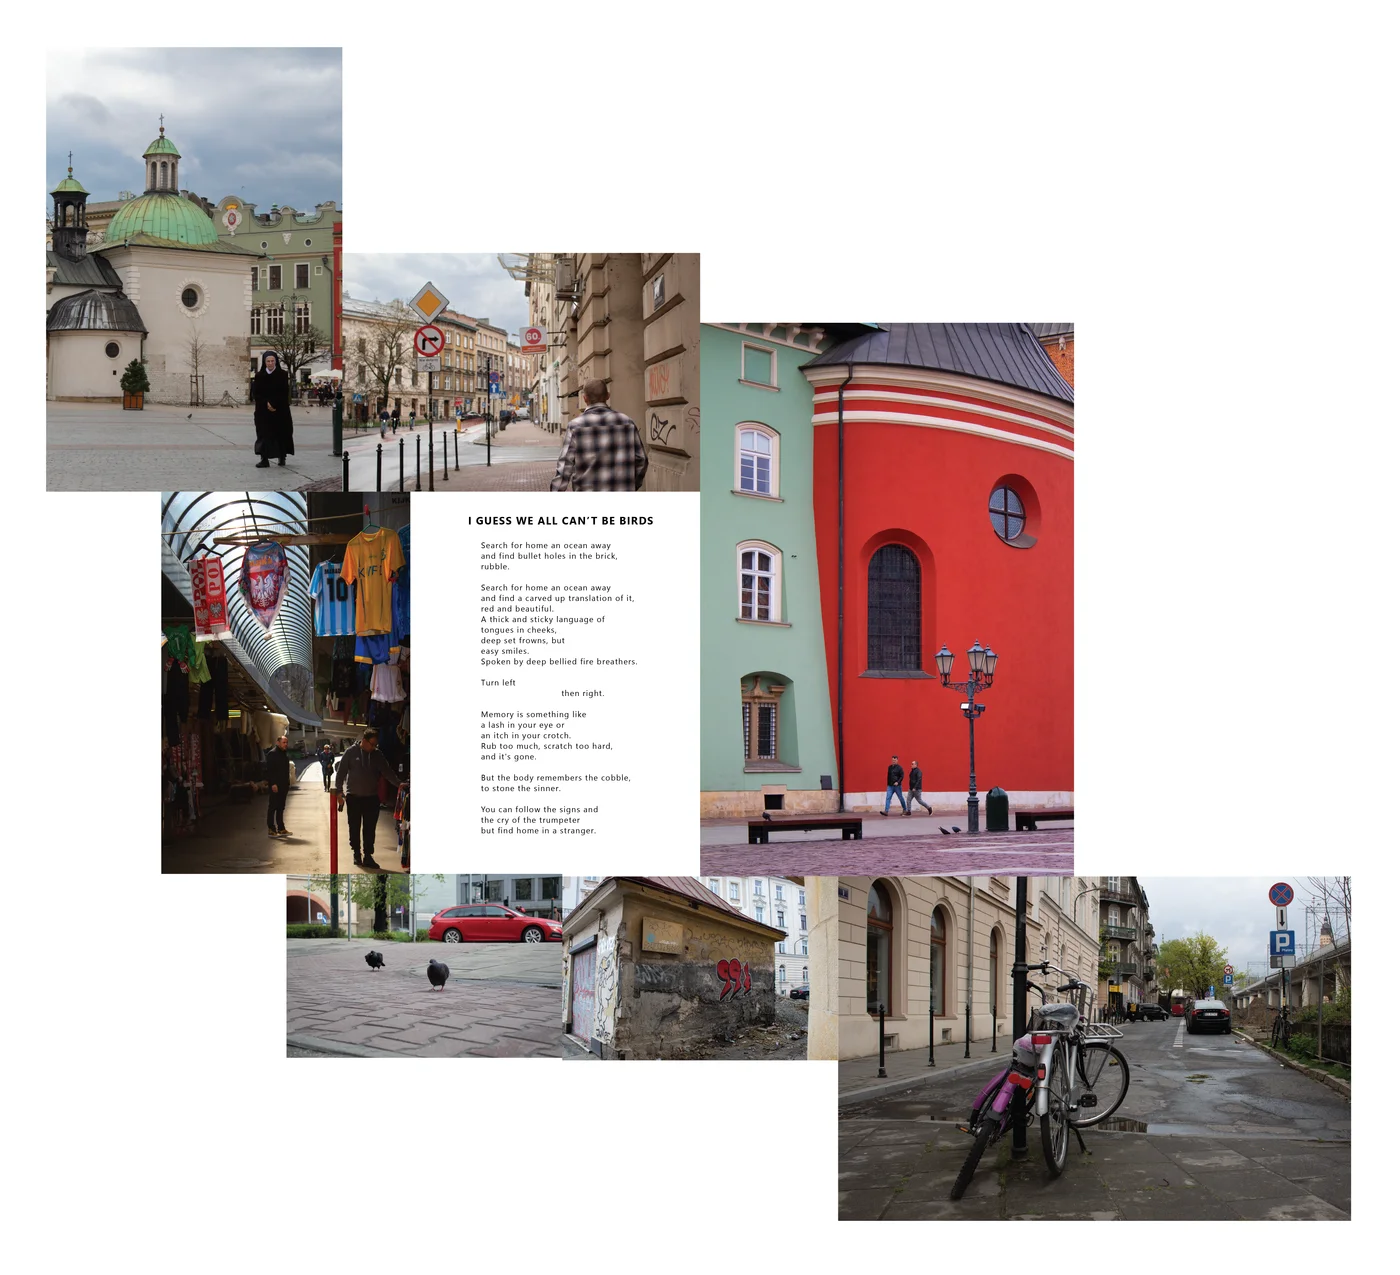 60.
PO
10
I GUESS WE ALL CAN'T BE BIRDS
Search for home an ocean away
and find bullet holes in the brick,
rubble.
Search for home an ocean away
and find a carved up translation of it,
red and beautiful.
A thick and sticky language of
tongues in cheeks,
deep set frowns, but
easy smiles.
Spoken by deep bellied fire breathers.
Turn left
then right.
Memory is something like
a lash in your eye or
an itch in your crotch.
Rub too much, scratch too hard,
and it's gone.
But the body remembers the cobble,
to stone the sinner.
You can follow the signs and
the cry of the trumpeter
but find home in a stranger.
P